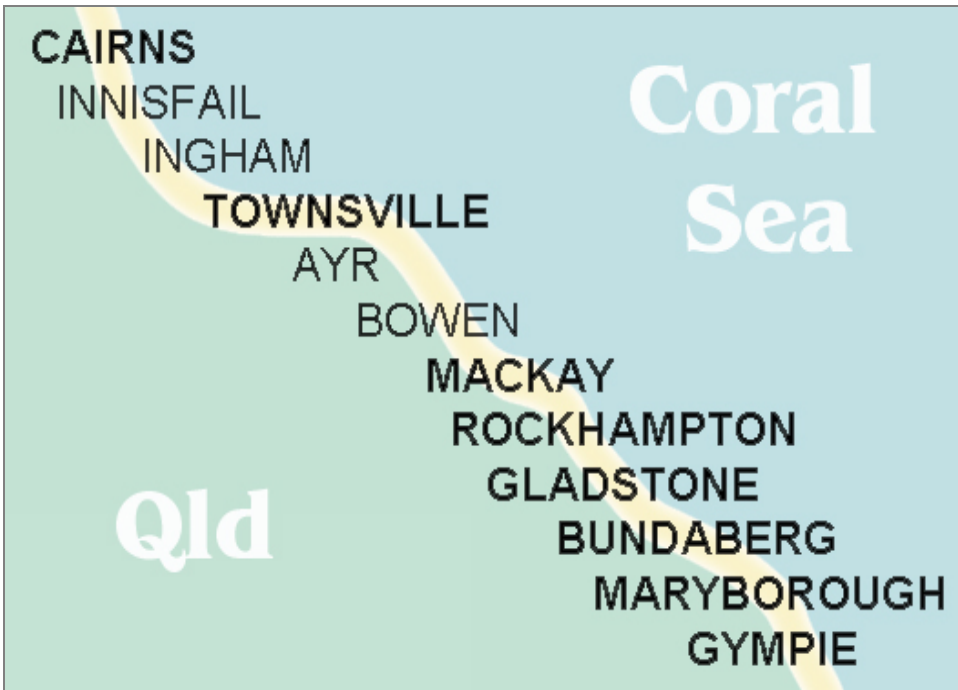 CAIRNS
INNISFAIL
INGHAM
TOWNSVILLE
AYR
BOWEN
MACKAY
ROCKHAMPTON
GLADSTONE
BUNDABERG
MARYBOROUGH
GYMPIE
Coral
Sea
Qld